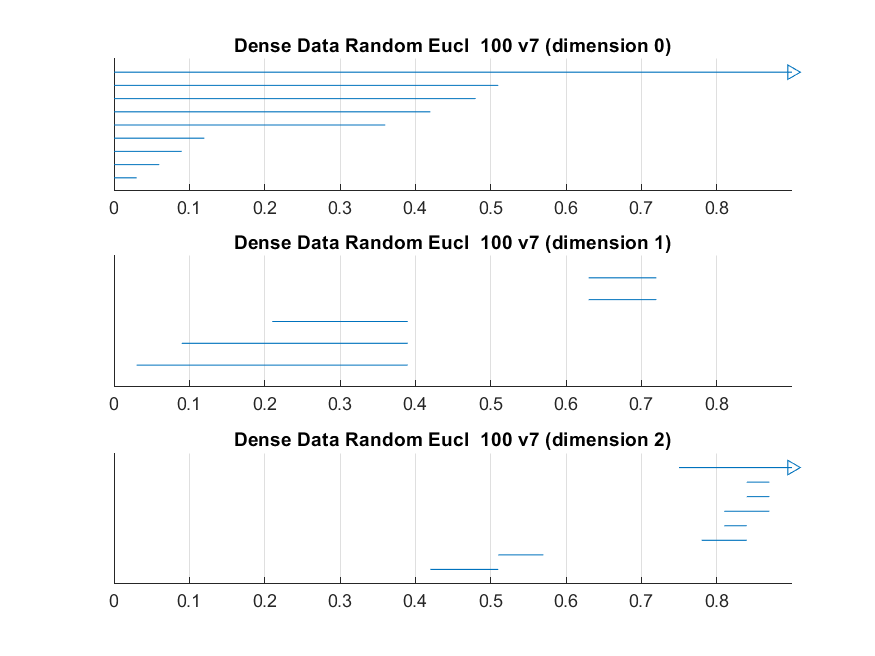 Dense Data Random Eucl  100 v7 (dimension 0)
0 0.1 0.2 0.3 0.4 0.5 0.6 0.7 0.8
Dense Data Random Eucl  100 v7 (dimension 1)
0 0.1 0.2 0.3 0.4 0.5 0.6 0.7 0.8
Dense Data Random Eucl  100 v7 (dimension 2)
0 0.1 0.2 0.3 0.4 0.5 0.6 0.7 0.8